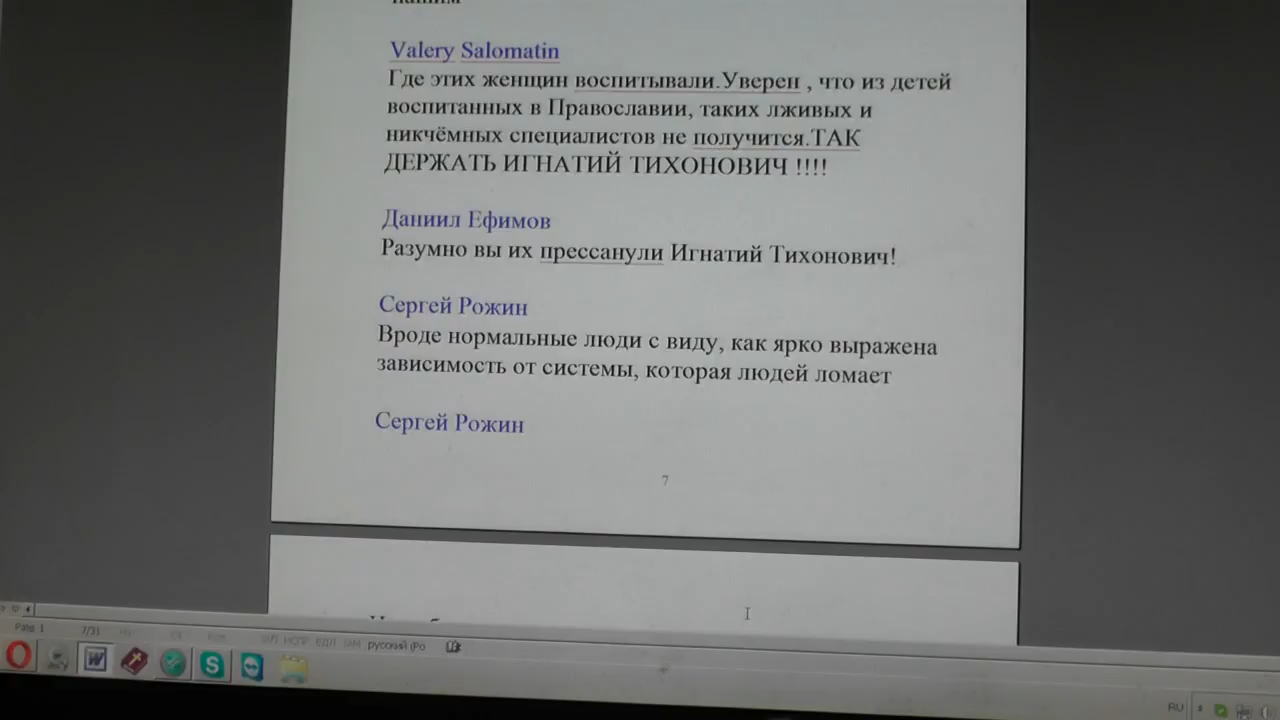 Valery Salomatin
Где этих женщин воспитывали.Уверен , что из детей
воспитанных в Православии, таких лживых и
никчёмных специалистов не получится.ТАК
ДЕРЖАТЬ ИГНАТИЙ ТИХОНОВИЧ !!!!
Даниил Ефимов
Разумно вы их прессанули Игнатий Тихонович!
Сергей Рожин
Вроде нормальные люди с виду, как ярко выражена
зависимость от системы, которая людей ломает
Сергей Рожин
7
7/31
русский (Ро
RU